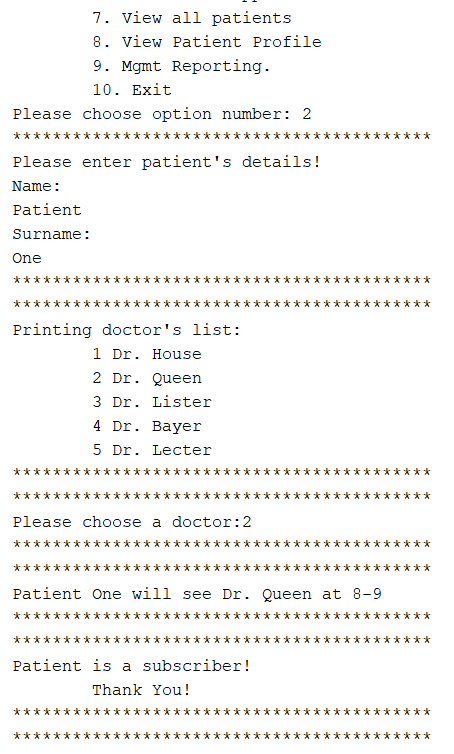 7. View all patients
8. View Patient Profile
9. Mgmt Reporting.
10. Exit
Please choose option number: 2
******************************************
Please enter patient's details!
Name:
Patient
Surname:
One
******************************************
******************************************
Printing doctor's list:
1 Dr. House
2 Dr. Queen
3 Dr. Lister
4 Dr. Bayer
5 Dr. Lecter
******************************************
******************************************
Please choose a doctor:2
******************************************
******************************************
Patient One will see Dr. Queen at 8-9
******************************************
******************************************
Patient is a subscriber!
Thank You!
******************************************
******************************************